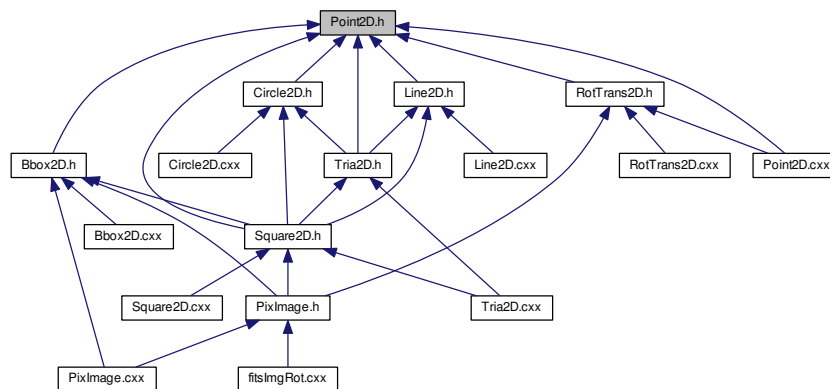 Point2D.h
Circle2D.h
Line2D.h
RotTrans2D.h
Bbox2D.h
Circle2D.cxx
Tria2D.h
Line2D.cxx
RotTrans2D.cxx
Point2D.cxx
Bbox2D.cxx
Square2D.h
Square2D.cxx
PixImage.h
Tria2D.cxx
PixImage.cxx
fitsImgRot.cxx